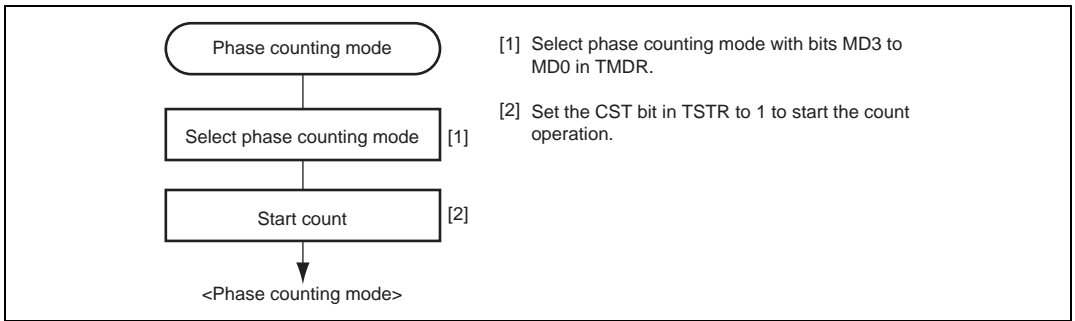 Phase counting mode
Select phase counting mode [1]
Start count [2]
<Phase counting mode>
[1] Select phase counting mode with bits MD3 to
MD0 in TMDR.
[2] Set the CST bit in TSTR to 1 to start the count
operation.